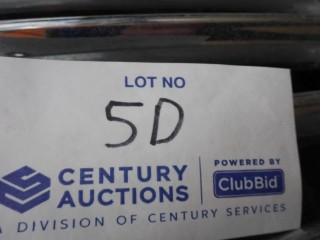 LOT NO
5D
CENTURY
AUCTIONS
POWERED BY
ClubBid
A DIVISION OF CENTURY SERVICES